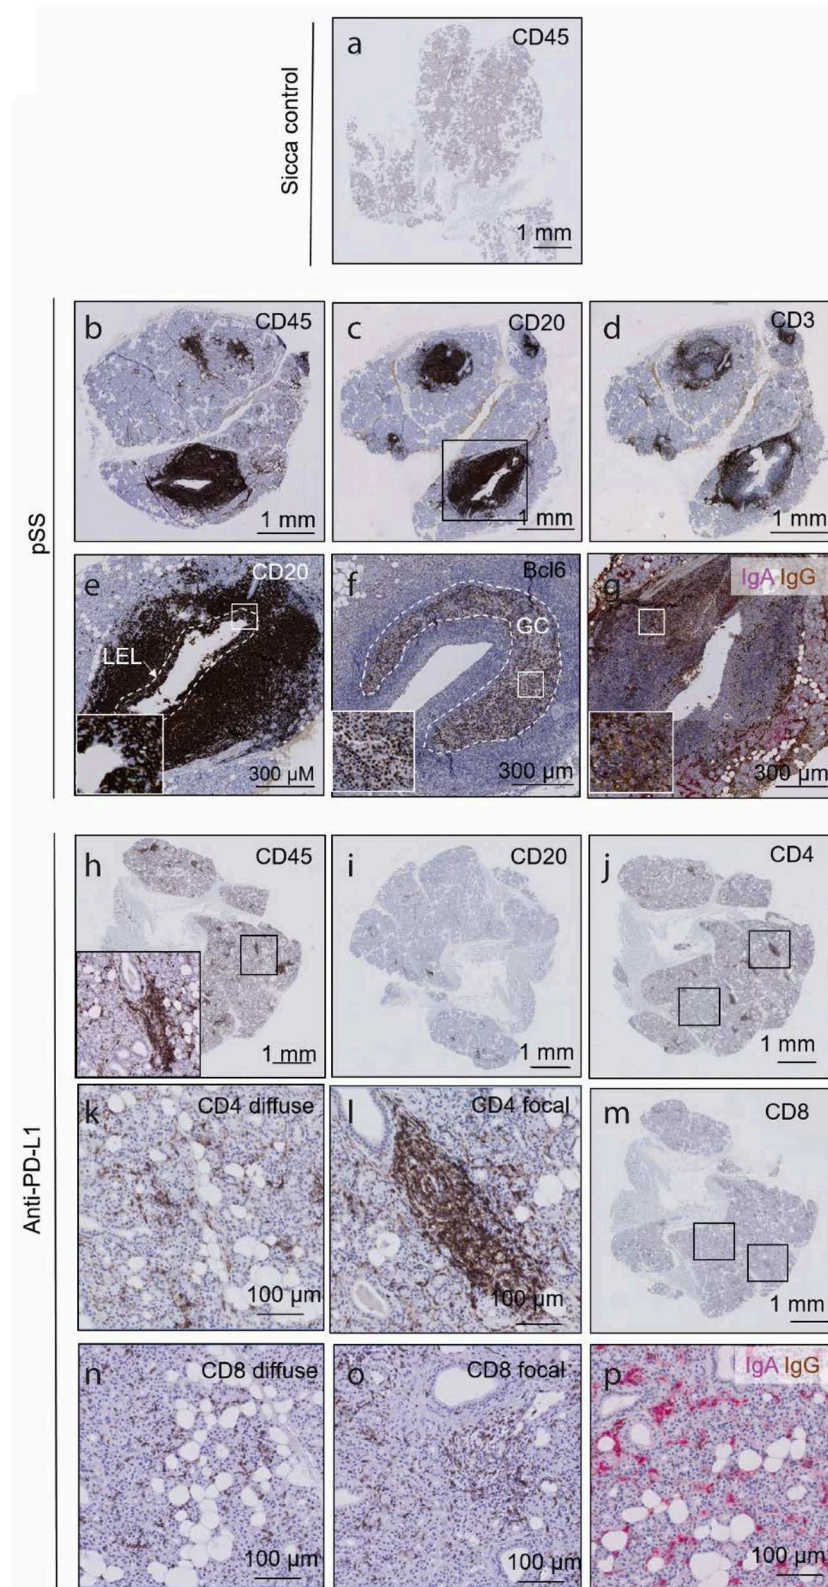 Sicca control
a
CD45
1 mm
pSS
b
CD45
1 mm
c
CD20
1 mm
d
CD3
1 mm
e
CD20
LEL
300 µM
f
Bcl6
GC
300 µm
g
IgA IgG
300 µm
Anti-PD-L1
h
CD45
1 mm
i
CD20
1 mm
j
CD4
1 mm
k
CD4 diffuse
100 µm
l
CD4 focal
100 µm
m
CD8
1 mm
n
CD8 diffuse
100 µm
o
CD8 focal
100 µm
p
IgA IgG
100 µm